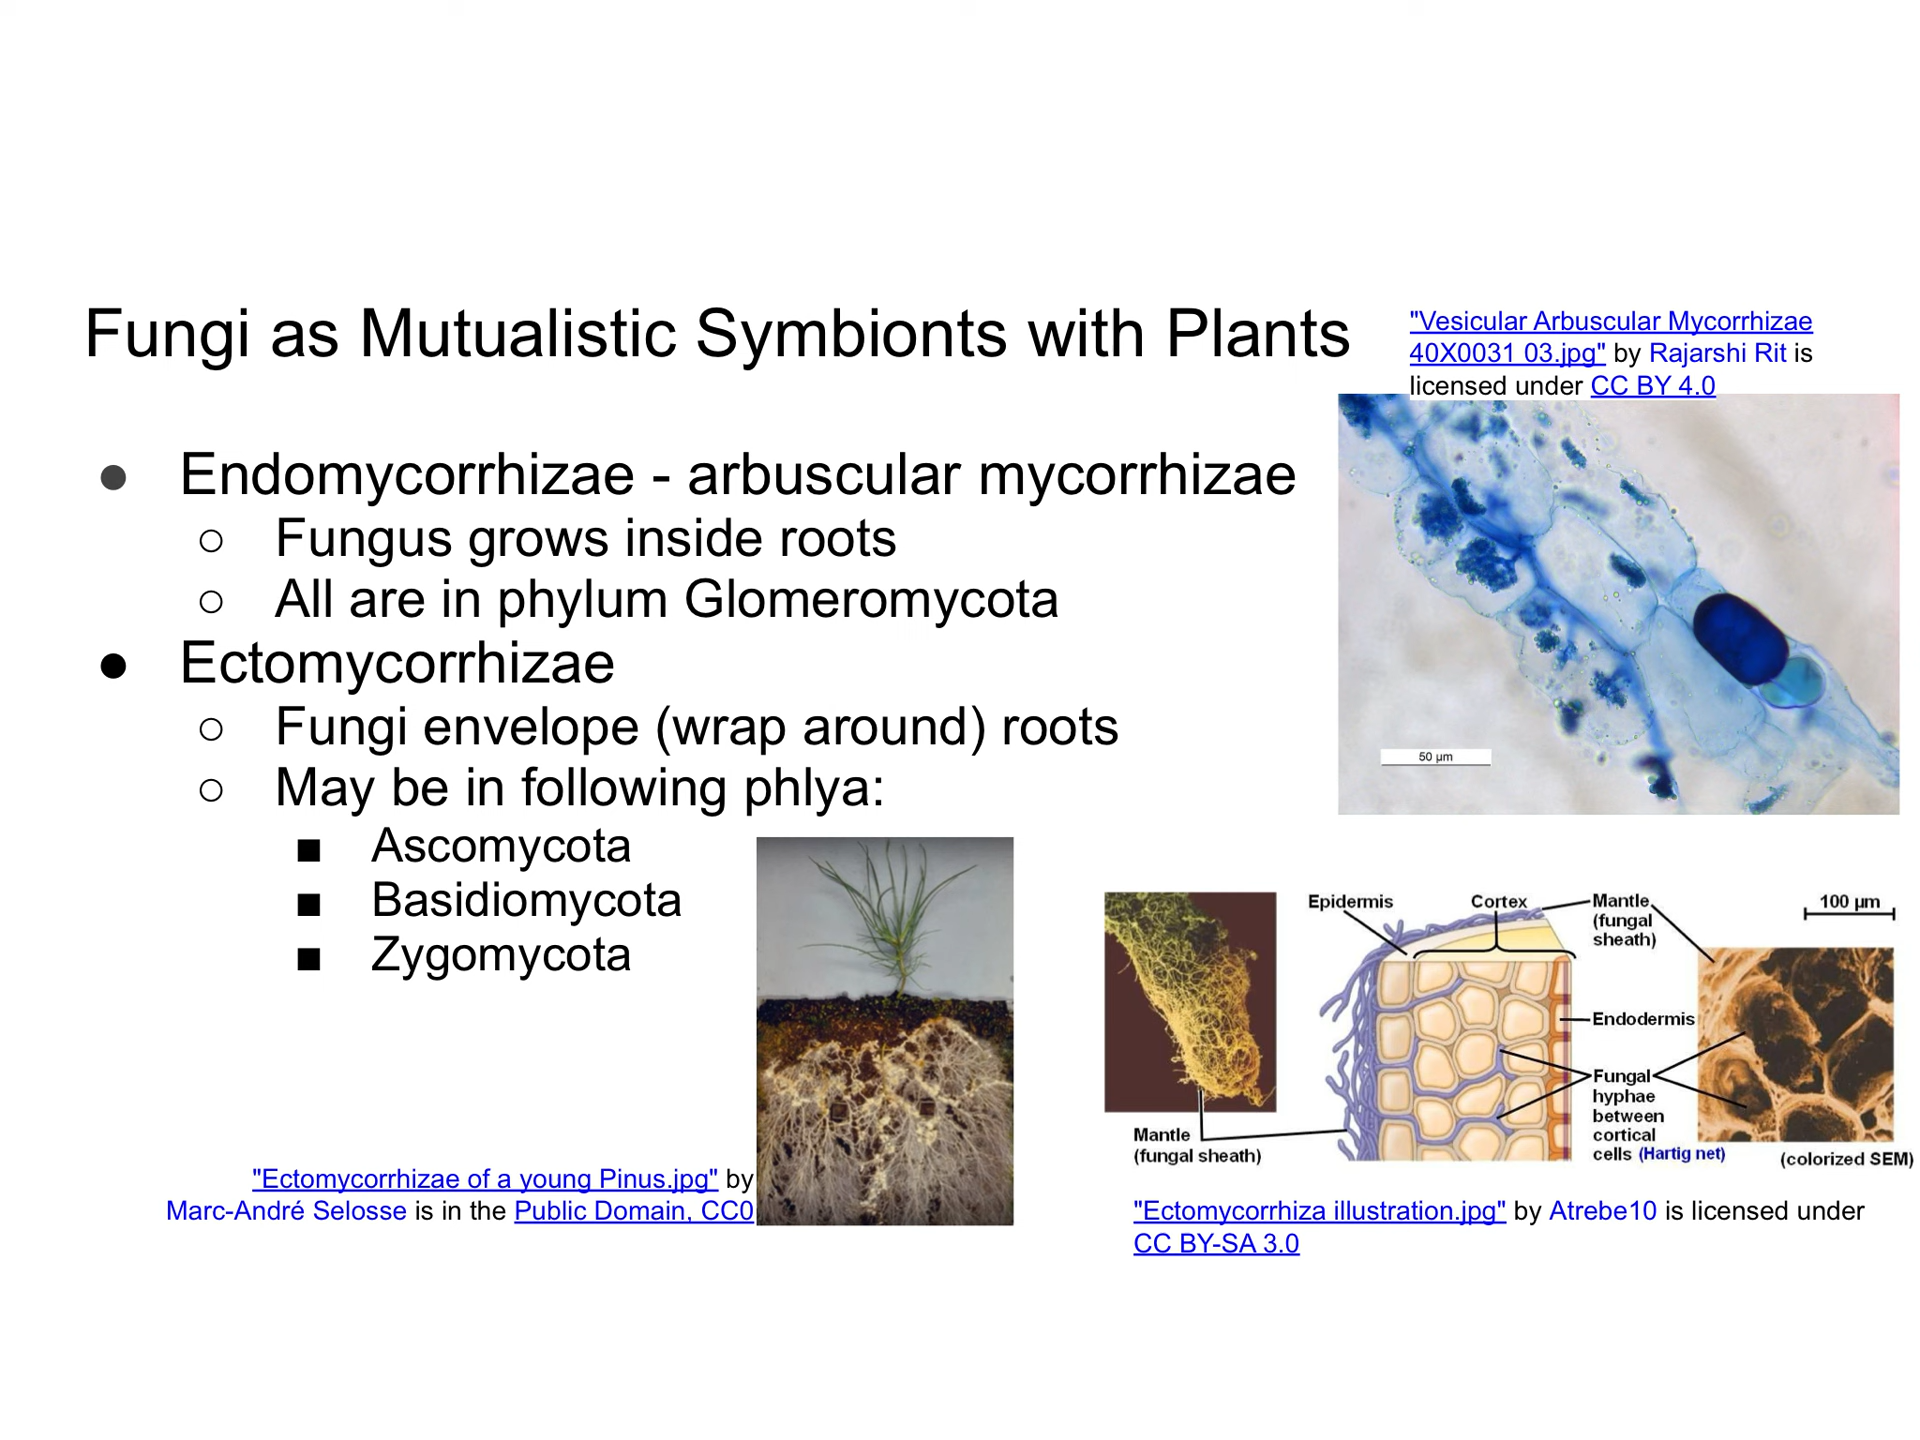 Fungi as Mutualistic Symbionts with Plants
"Vesicular Arbuscular Mycorrhizae
40X0031 03.jpg" by Rajarshi Rit is
licensed under CC BY 4.0
● Endomycorrhizae - arbuscular mycorrhizae
○ Fungus grows inside roots
○ All are in phylum Glomeromycota
● Ectomycorrhizae
○ Fungi envelope (wrap around) roots
○ May be in following phlya:
■ Ascomycota
■ Basidiomycota
■ Zygomycota
50 µm
"Ectomycorrhizae of a young Pinus.jpg" by
Marc-André Selosse is in the Public Domain, CC0
Epidermis
Cortex
Mantle
(fungal
sheath)
100 µm
Endodermis
Fungal
hyphae
between
cortical
cells (Hartig net)
Mantle
(fungal sheath)
(colorized SEM)
"Ectomycorrhiza illustration.jpg" by Atrebe10 is licensed under
CC BY-SA 3.0